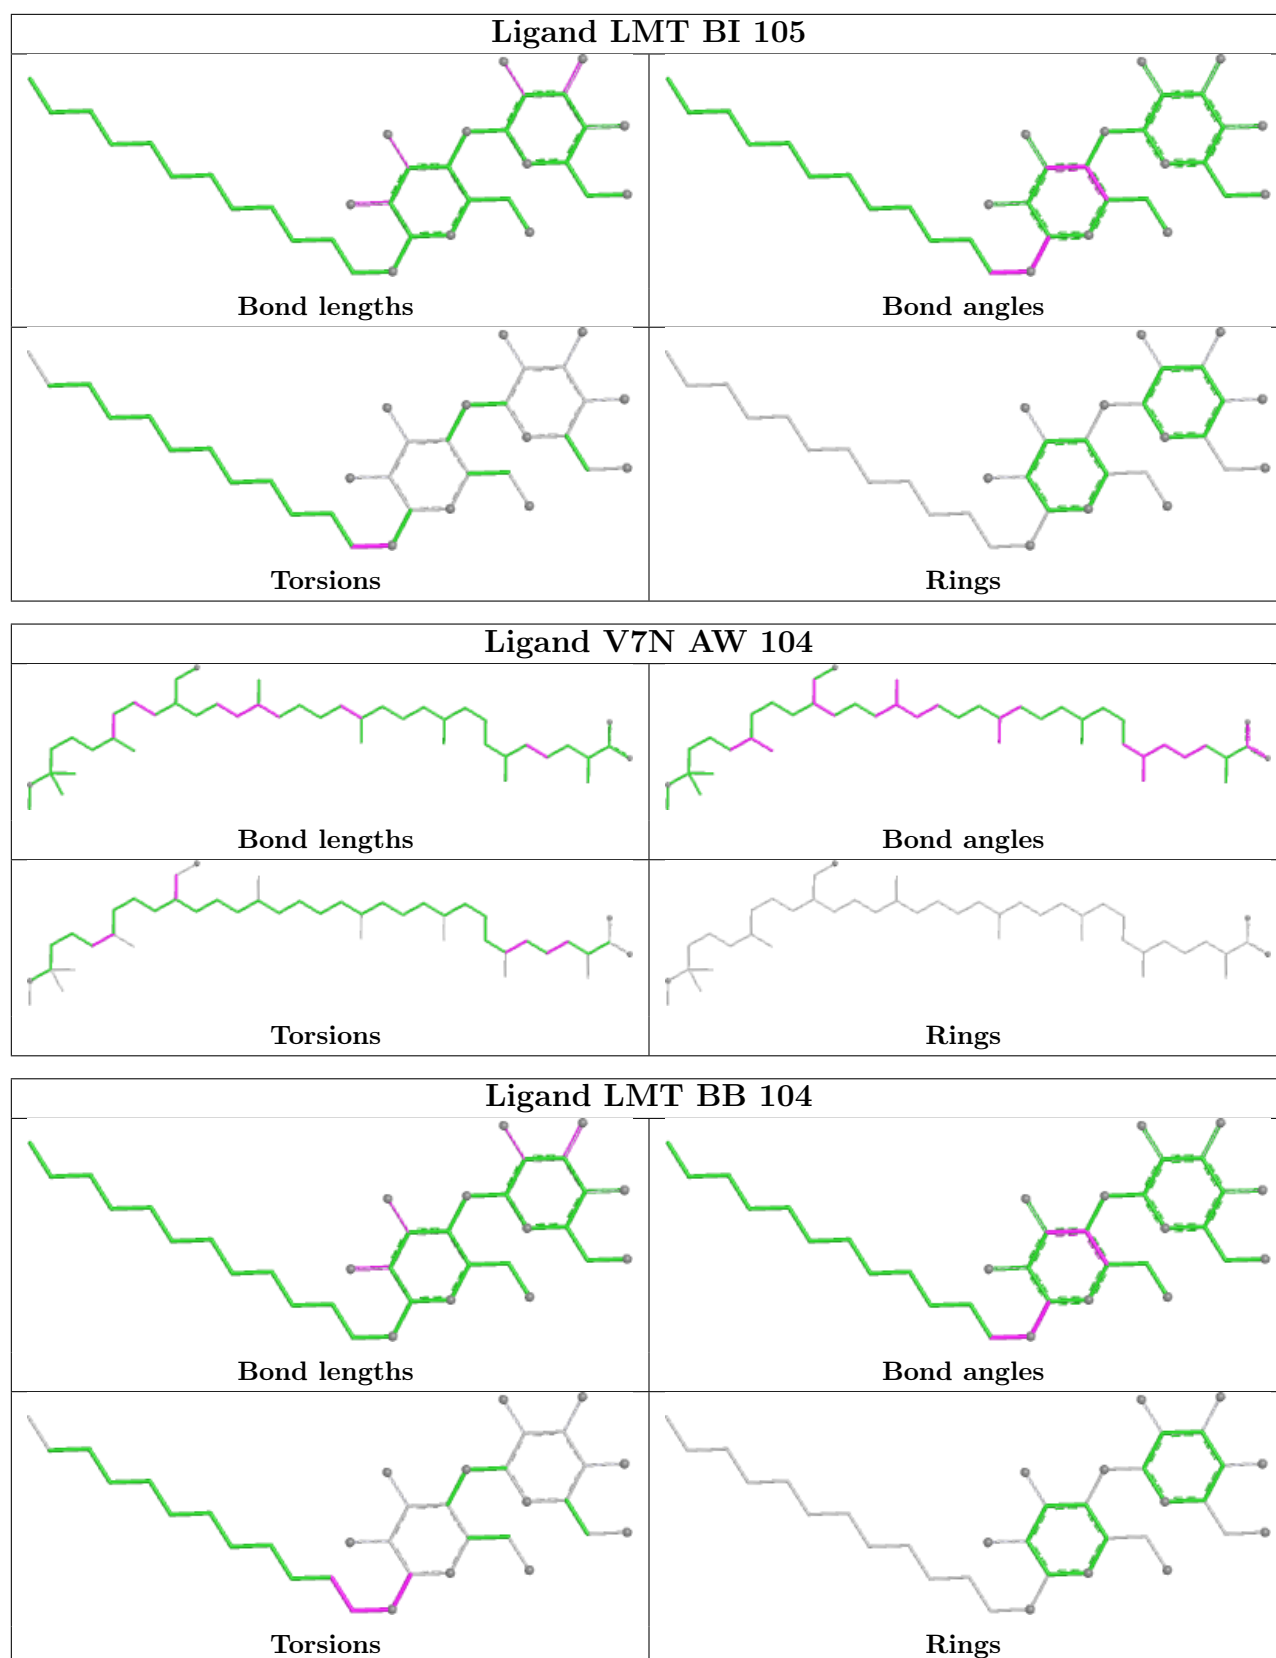 Ligand LMT BI 105
Bond lengths
Bond angles
Torsions
Rings
Ligand V7N AW 104
Bond lengths
Bond angles
Torsions
Rings
Ligand LMT BB 104
Bond lengths
Bond angles
Torsions
Rings